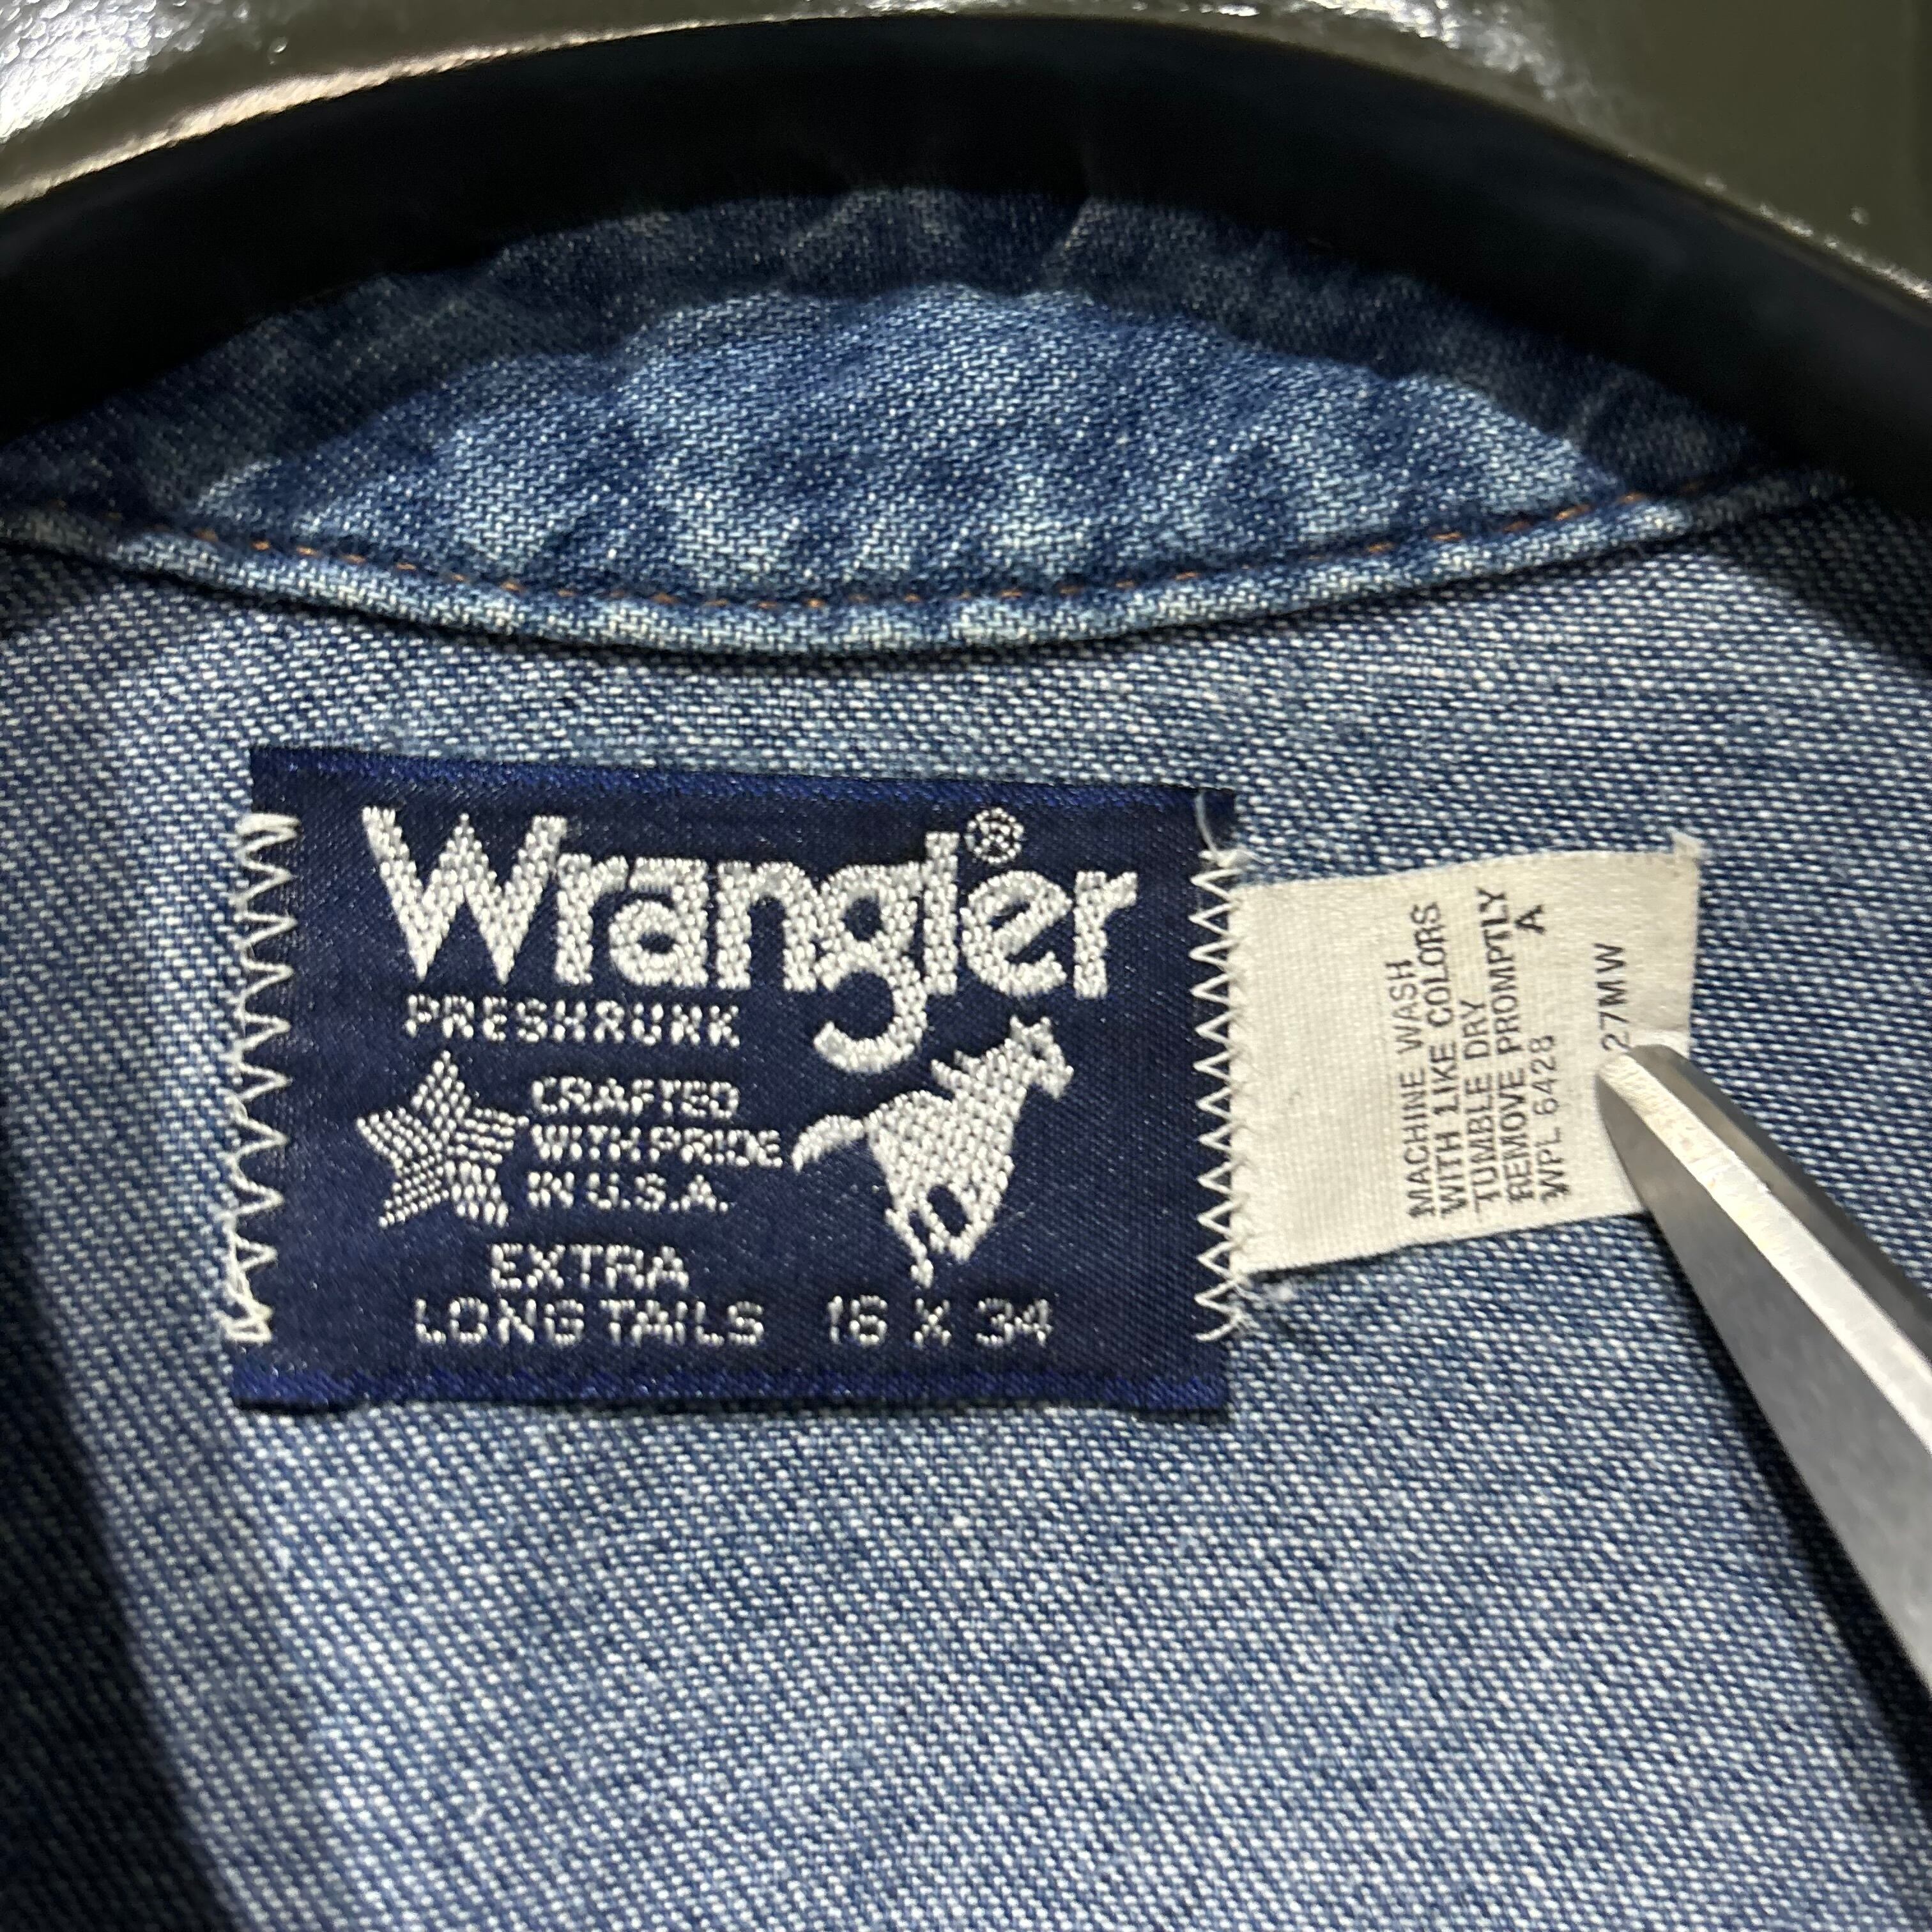 Wrangler®
PRESHRUNK
CRAFTED
WITH PRIDE
IN U.S.A.
EXTRA
LONG TAILS 16 X 34
MACHINE WASH
WITH LIKE COLORS
TUMBLE DRY
REMOVE PROMPTLY
WPL 6428 A
27MW